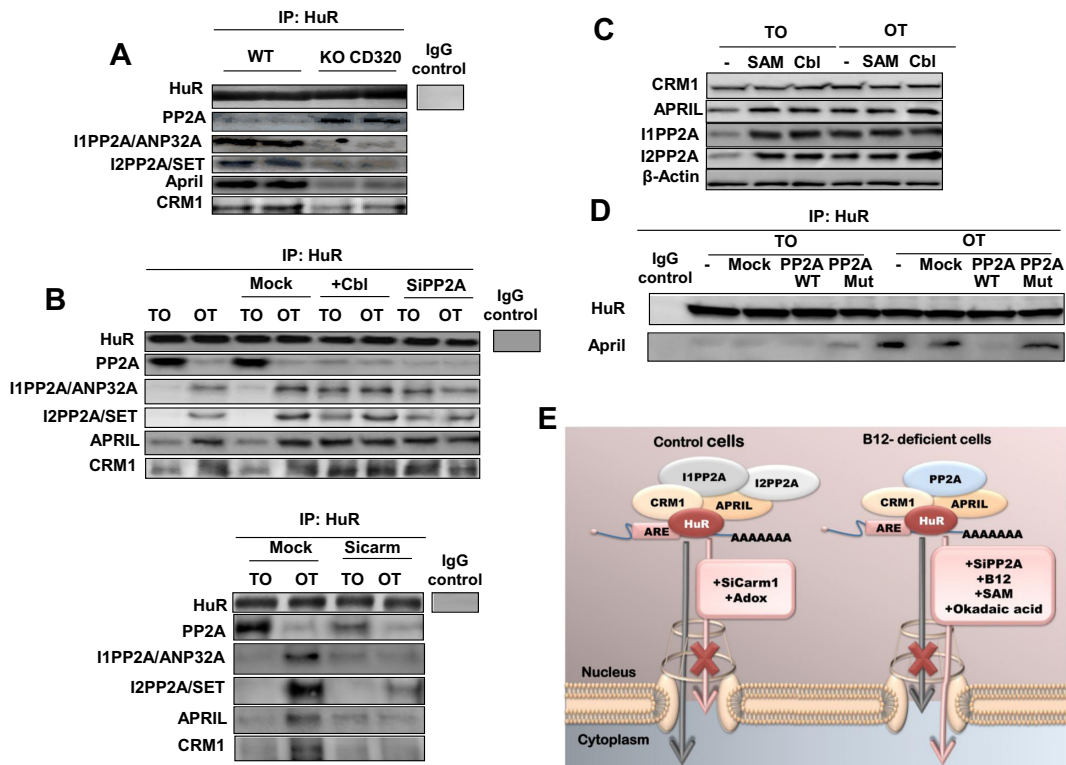 A
IP: HuR
WT
KO CD320
IgG
control
HuR
PP2A
I1PP2A/ANP32A
I2PP2A/SET
April
CRM1
B
IP: HuR
Mock
+Cbl
SiPP2A
IgG
control
TO OT TO OT TO OT TO OT
HuR
PP2A
I1PP2A/ANP32A
I2PP2A/SET
APRIL
CRM1
IP: HuR
Mock
Sicarm
IgG
control
TO OT TO OT
HuR
PP2A
I1PP2A/ANP32A
I2PP2A/SET
APRIL
CRM1
C
TO
OT
- SAM Cbl - SAM Cbl
CRM1
APRIL
I1PP2A
I2PP2A
β-Actin
D
IP: HuR
TO
OT
IgG
control
- Mock PP2A PP2A - Mock PP2A PP2A
WT Mut WT Mut
HuR
April
E
Control cells
I1PP2A
I2PP2A
CRM1
APRIL
HuR
ARE
AAAAAAA
+SiCarm1
+Adox
B12- deficient cells
PP2A
CRM1
APRIL
HuR
ARE
AAAAAAA
+SiPP2A
+B12
+SAM
+Okadaic acid
Nucleus
Cytoplasm